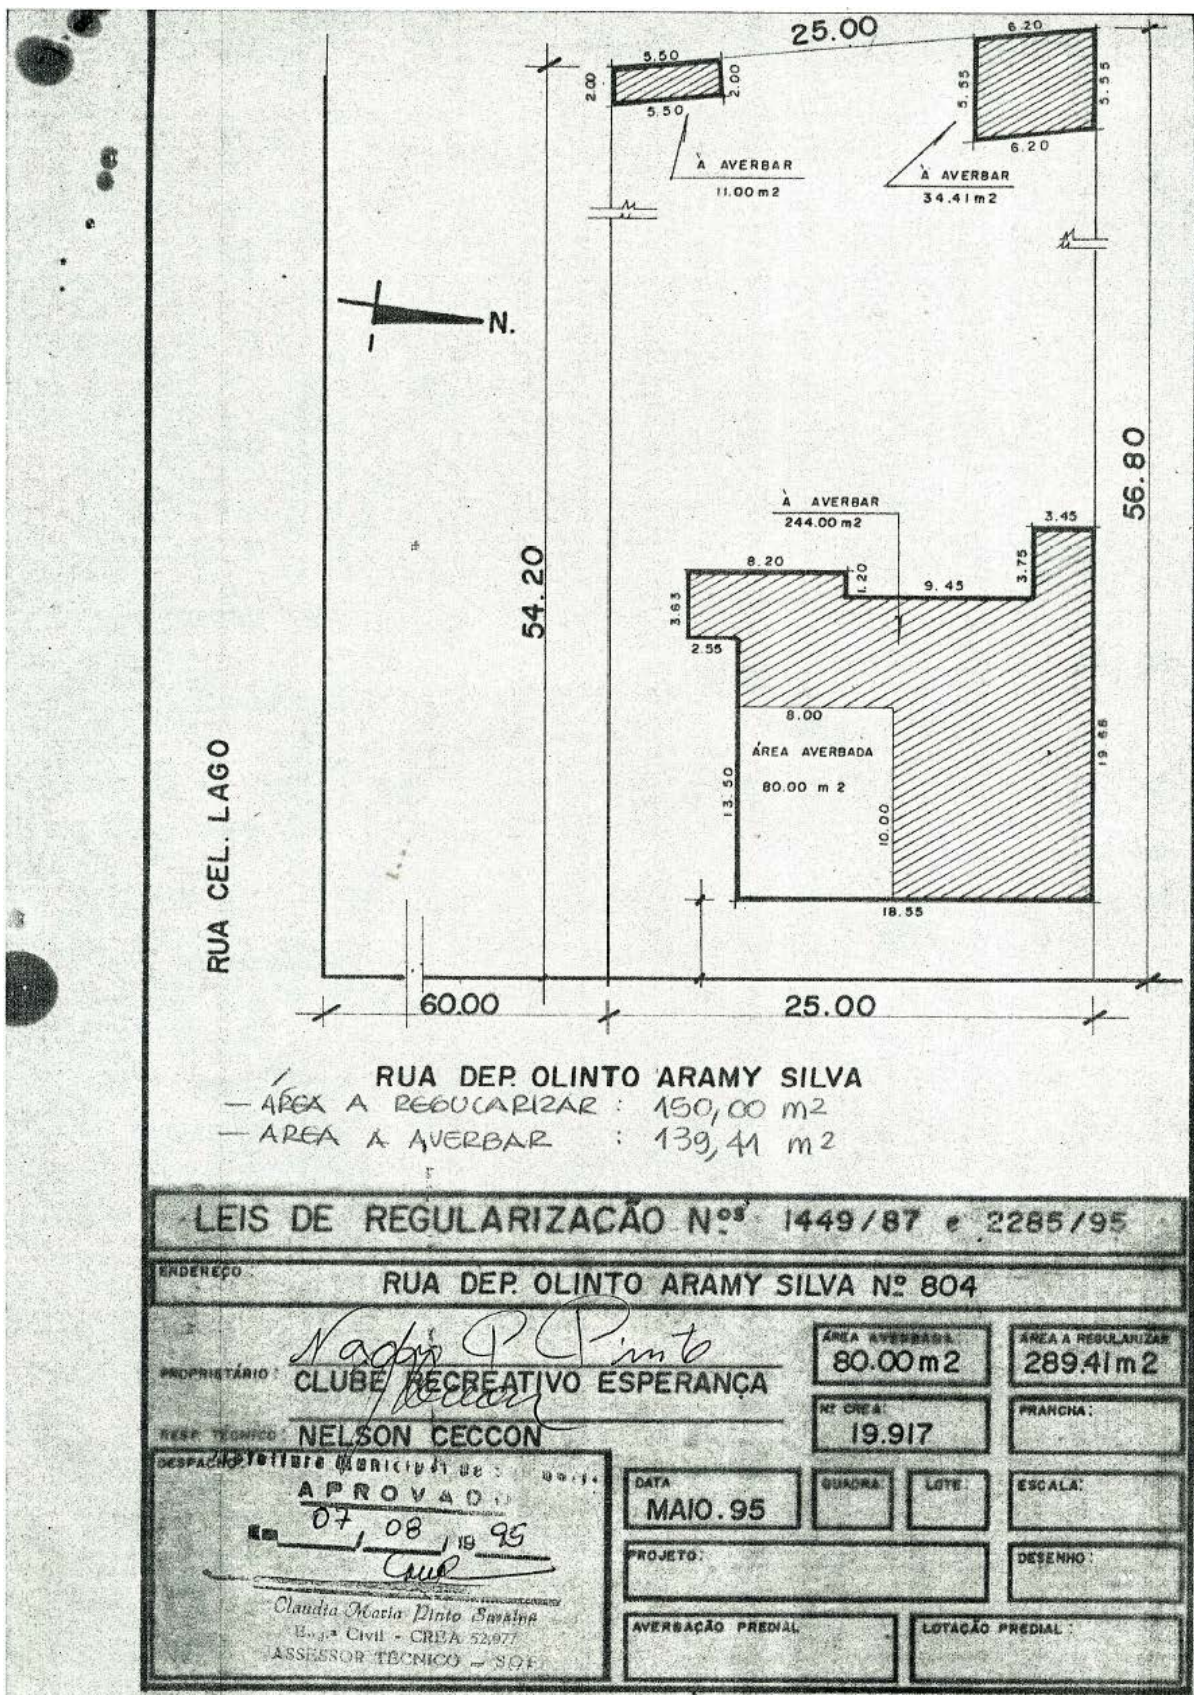 25.00
6.20
5.50
2.00
2.00
5.50
5.55
5.55
6.20
À AVERBAR
11.00 m2
À AVERBAR
34.41 m2
N.
54.20
56.80
À AVERBAR
244.00 m2
3.45
3.75
8.20
1.20
9.45
3.63
2.55
8.00
ÁREA AVERBADA
80.00 m 2
13.50
10.00
19.68
18.55
RUA CEL. LAGO
60.00
25.00
RUA DEP. OLINTO ARAMY SILVA
— ÁREA A REGUCARIZAR : 150,00 m2
— AREA A AVERBAR : 139,41 m2
LEIS DE REGULARIZAÇÃO Nºˢ 1449/87 e 2285/95
ENDEREÇO:
RUA DEP. OLINTO ARAMY SILVA Nº 804
PROPRIETÁRIO: CLUBE RECREATIVO ESPERANÇA
ÁREA AVERBADA
80.00 m2
ÁREA A REGULARIZAR
289.41 m2
RESP. TÉCNICO: NELSON CECCON
Nº CREA:
19.917
PRANCHA:
DESPACHO:
Prefeitura Municipal de
APROVADO
Em 07 / 08 / 19 95
Claudia Maria Pinto
Eng.ª Civil - CREA 52.977
ASSESSOR TÉCNICO –
DATA
MAIO.95
QUADRA:
LOTE:
ESCALA:
PROJETO:
DESENHO:
AVERBAÇÃO PREDIAL
LOTAÇÃO PREDIAL: